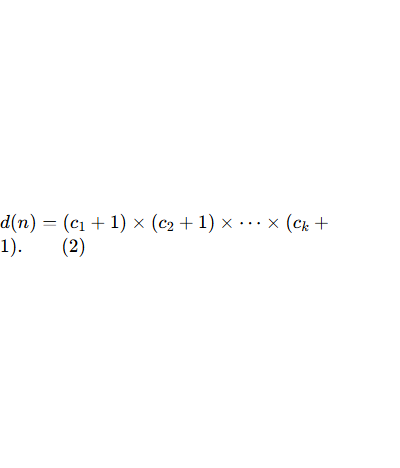 d(n) = (c₁ + 1) × (c₂ + 1) × ⋯ × (cₖ +
1). (2)